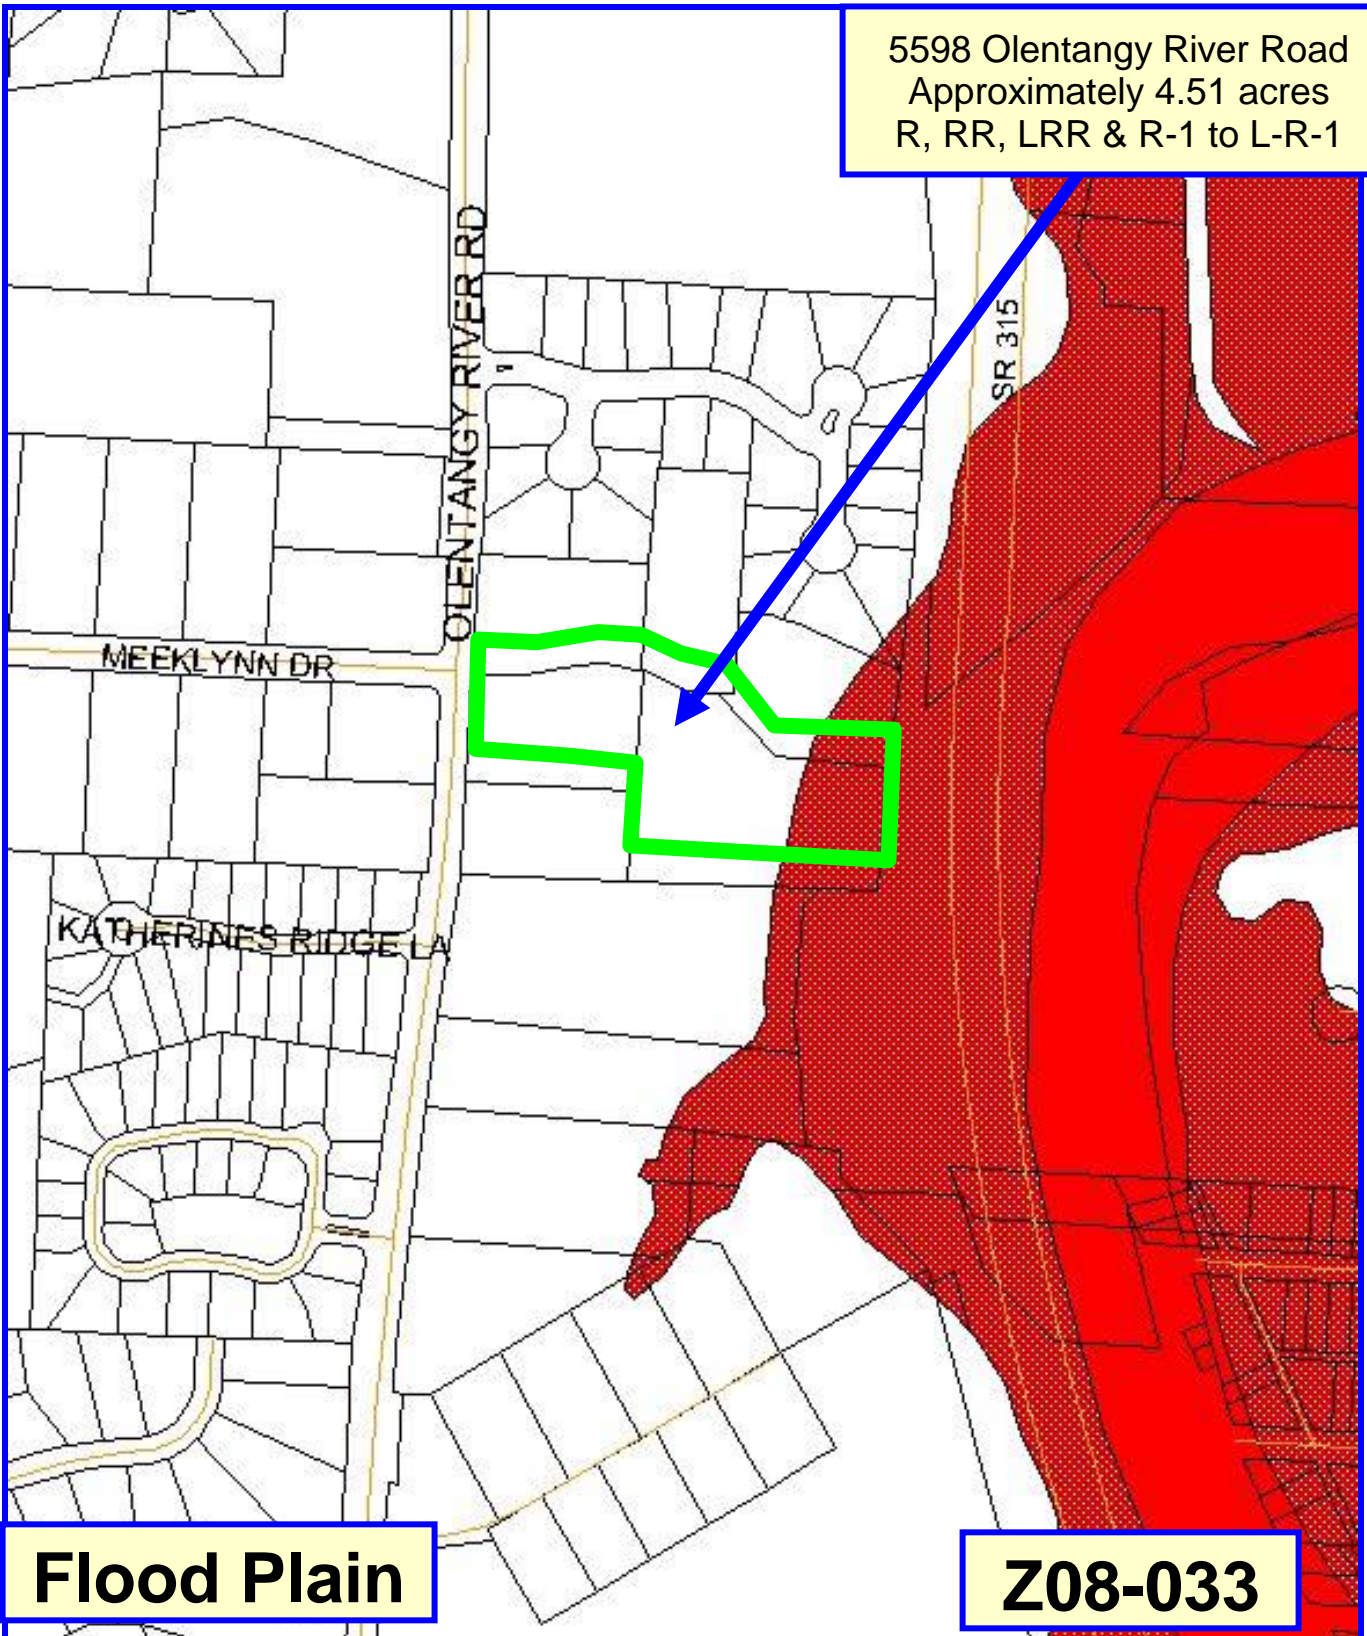 5598 Olentangy River Road
Approximately 4.51 acres
R, RR, LRR & R-1 to L-R-1
OLENTANGY RIVER RD
SR 315
MEEKLYNN DR
KATHERINES RIDGE LA
Flood Plain
Z08-033